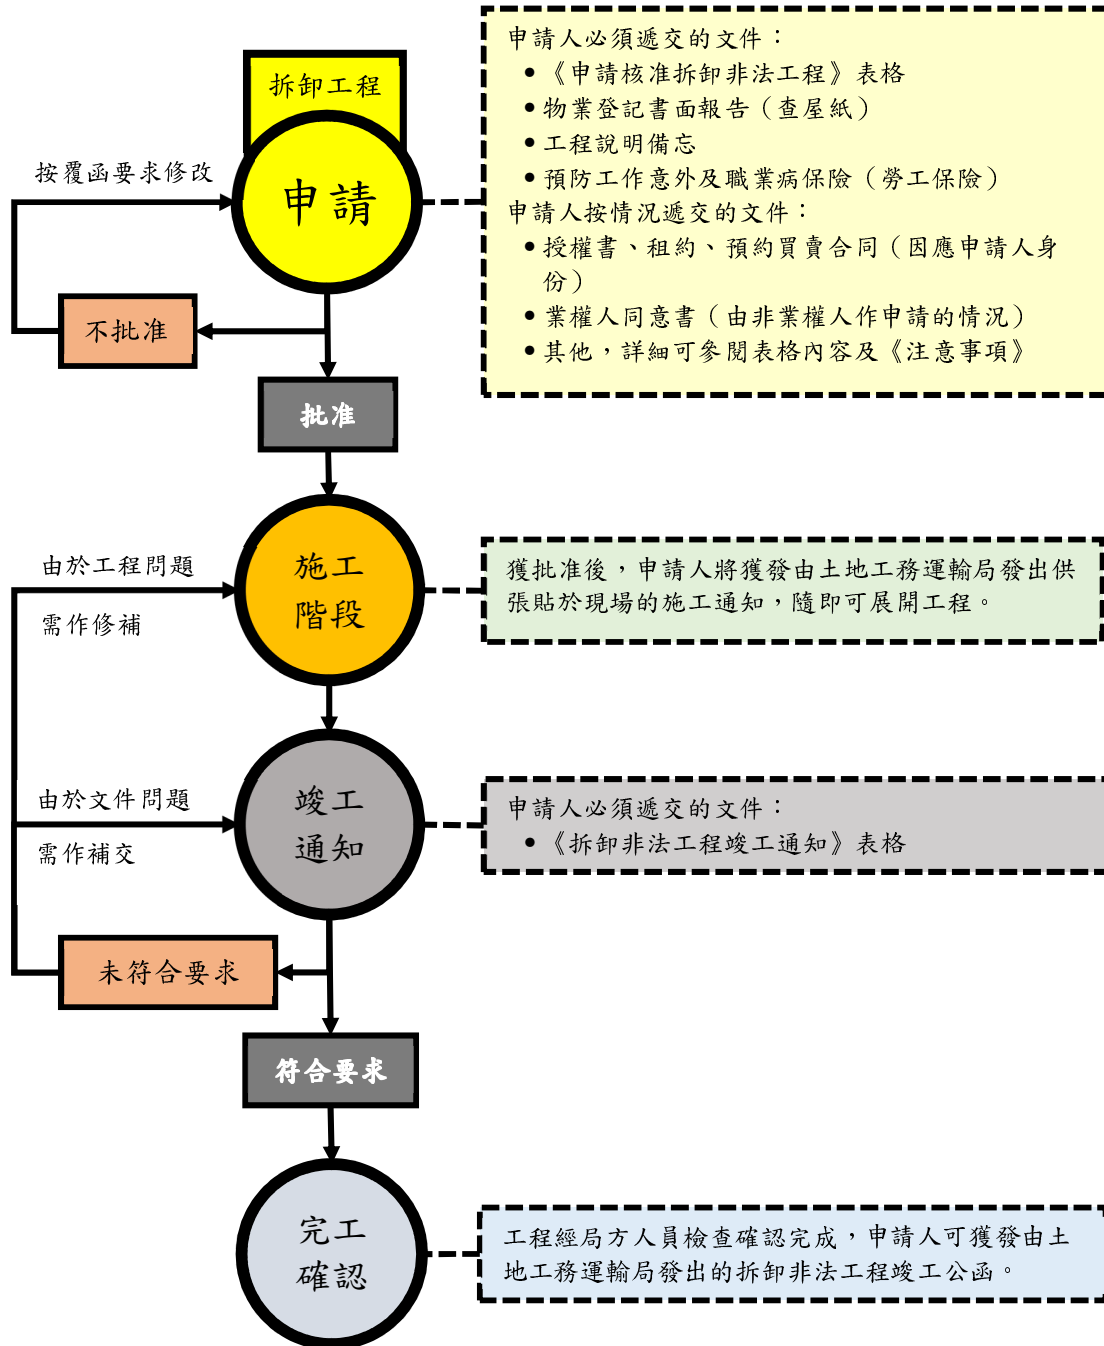 拆卸工程
申請
按覆函要求修改
不批准
批准
申請人必須遞交的文件：
•《申請核准拆卸非法工程》表格
•物業登記書面報告（查屋紙）
•工程說明備忘
•預防工作意外及職業病保險（勞工保險）
申請人按情況遞交的文件：
•授權書、租約、預約買賣合同（因應申請人身
份）
•業權人同意書（由非業權人作申請的情況）
•其他，詳細可參閱表格內容及《注意事項》
由於工程問題
需作修補
施工
階段
獲批准後，申請人將獲發由土地工務運輸局發出供
張貼於現場的施工通知，隨即可展開工程。
由於文件問題
需作補交
竣工
通知
申請人必須遞交的文件：
•《拆卸非法工程竣工通知》表格
未符合要求
符合要求
完工
確認
工程經局方人員檢查確認完成，申請人可獲發由土
地工務運輸局發出的拆卸非法工程竣工公函。